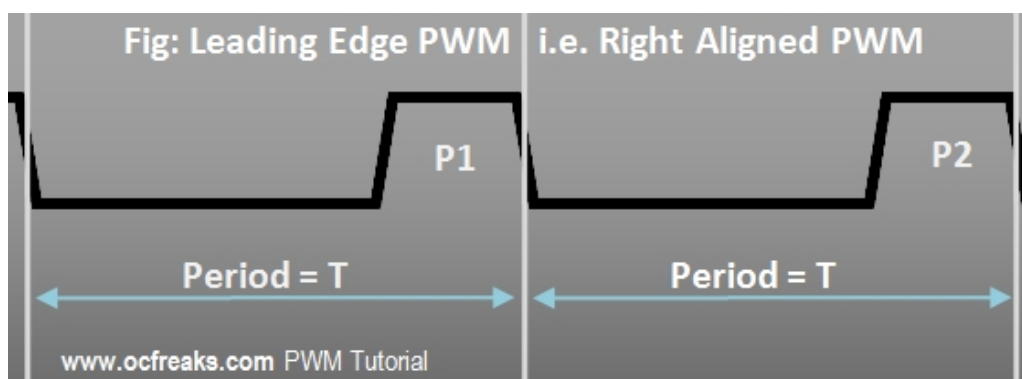 Fig: Leading Edge PWM i.e. Right Aligned PWM
P1 P2
Period = T Period = T
www.ocfreaks.com PWM Tutorial